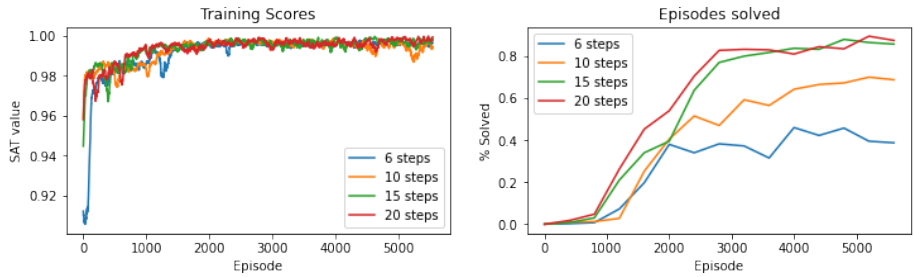 Training Scores
SAT value
1.00
0.98
0.96
0.94
0.92
6 steps
10 steps
15 steps
20 steps
0 1000 2000 3000 4000 5000
Episode
Episodes solved
% Solved
0.8
0.6
0.4
0.2
0.0
6 steps
10 steps
15 steps
20 steps
0 1000 2000 3000 4000 5000
Episode